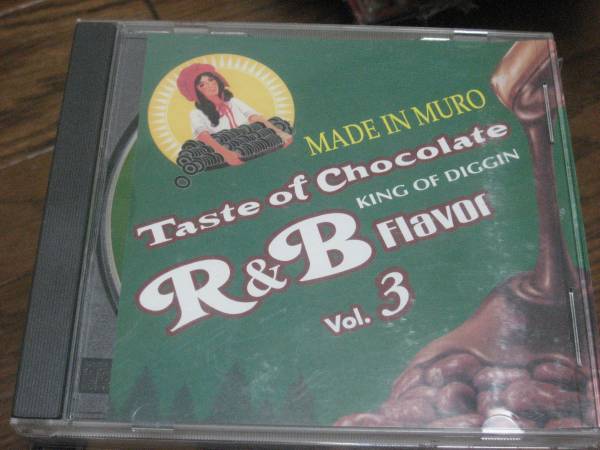 MADE IN MURO
Taste of Chocolate
KING OF DIGGIN
R&B Flavor
Vol. 3